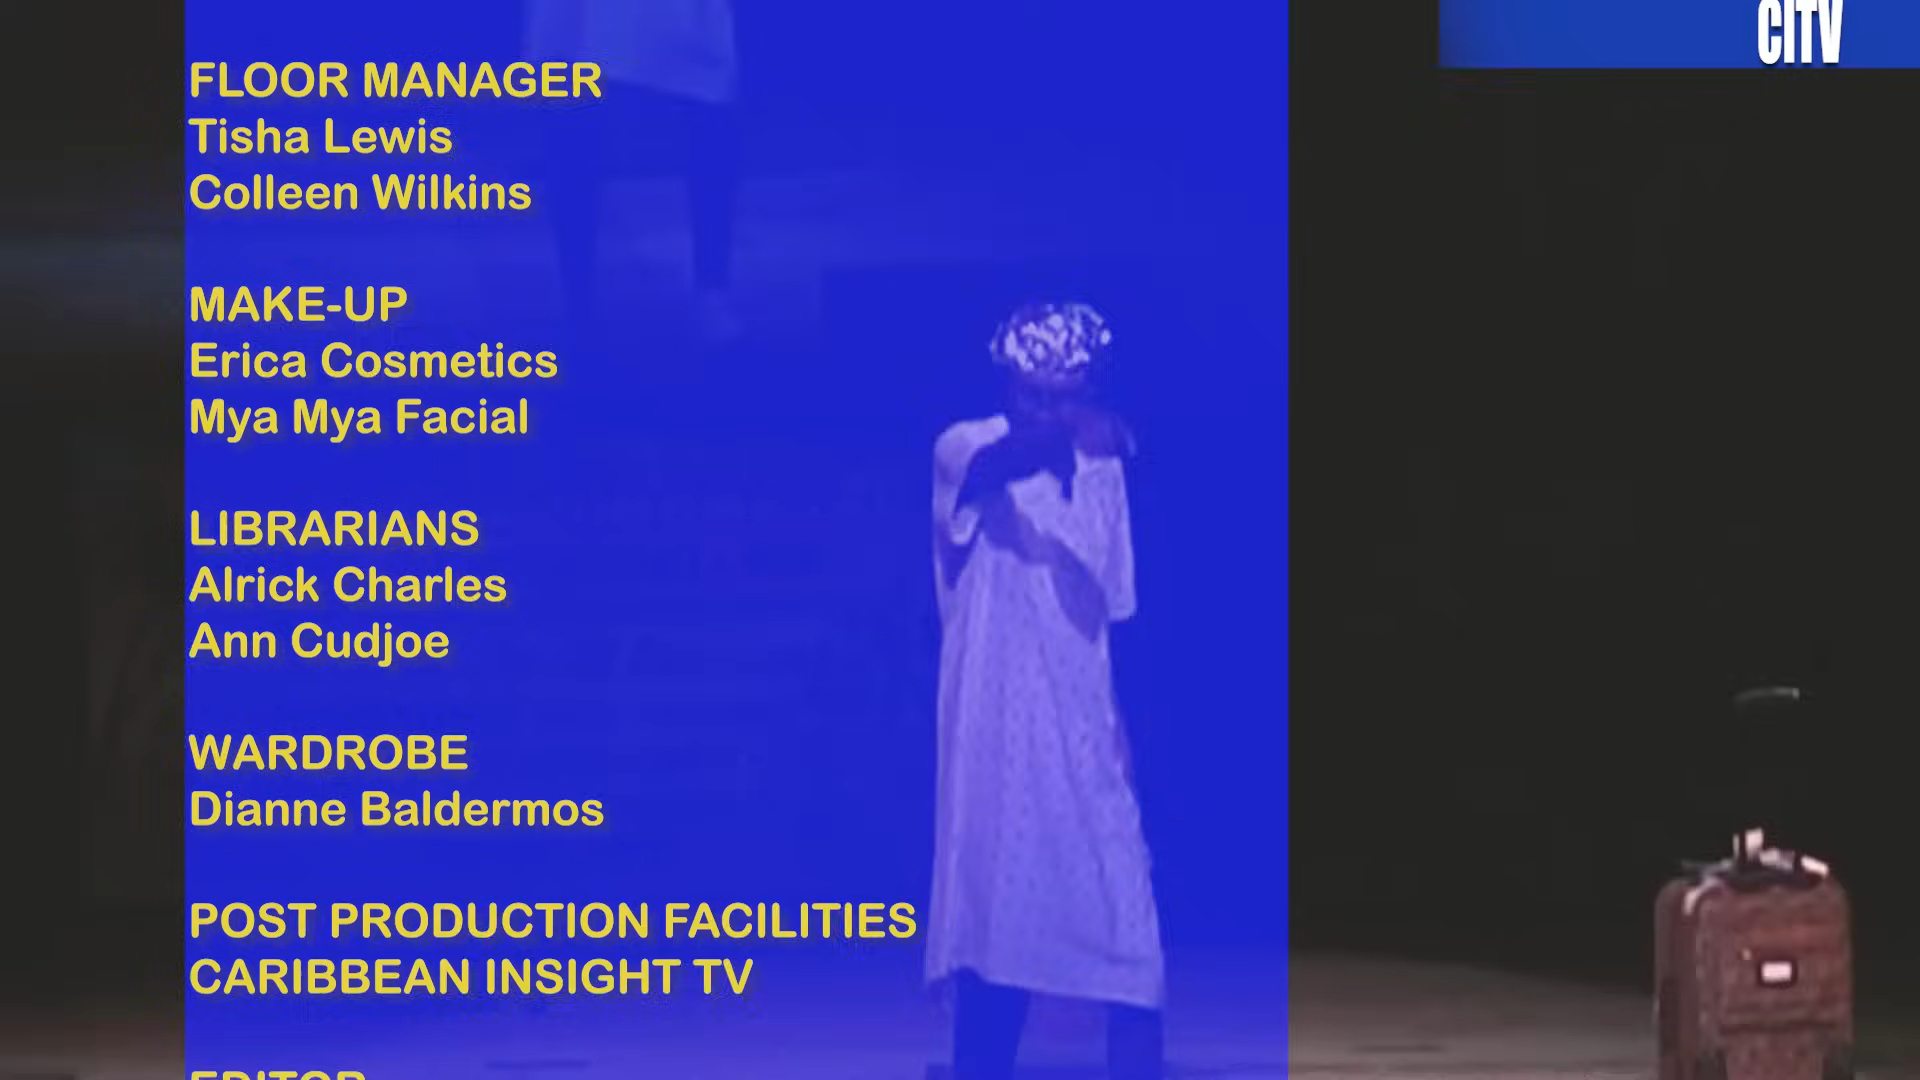 CITV
FLOOR MANAGER
Tisha Lewis
Colleen Wilkins
MAKE-UP
Erica Cosmetics
Mya Mya Facial
LIBRARIANS
Alrick Charles
Ann Cudjoe
WARDROBE
Dianne Baldermos
POST PRODUCTION FACILITIES
CARIBBEAN INSIGHT TV
EDITOR